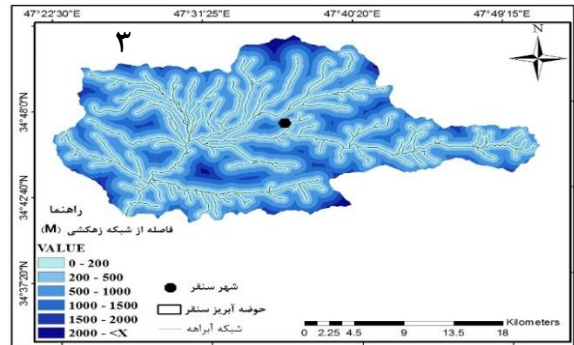 47°22'30"E 47°31'25"E 47°40'20"E 47°49'15"E
۳
N
34°48'0"N
34°42'40"N
34°37'20"N
راهنما
فاصله از شبکه زهکشی (M)
VALUE
0 - 200
200 - 500
500 - 1000
1000 - 1500
1500 - 2000
2000 - <X
شهر سنقر
حوضه آبریز سنقر
شبکه آبراهه
Kilometers
0 2.25 4.5 9 13.5 18